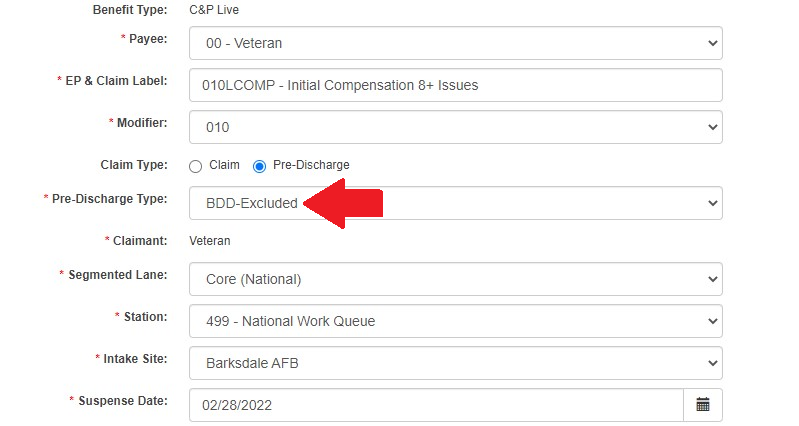 Benefit Type: C&P Live
* Payee: 00 - Veteran
* EP & Claim Label: 010LCOMP - Initial Compensation 8+ Issues
* Modifier: 010
Claim Type: Claim Pre-Discharge
* Pre-Discharge Type: BDD-Excluded
* Claimant: Veteran
* Segmented Lane: Core (National)
* Station: 499 - National Work Queue
* Intake Site: Barksdale AFB
* Suspense Date: 02/28/2022